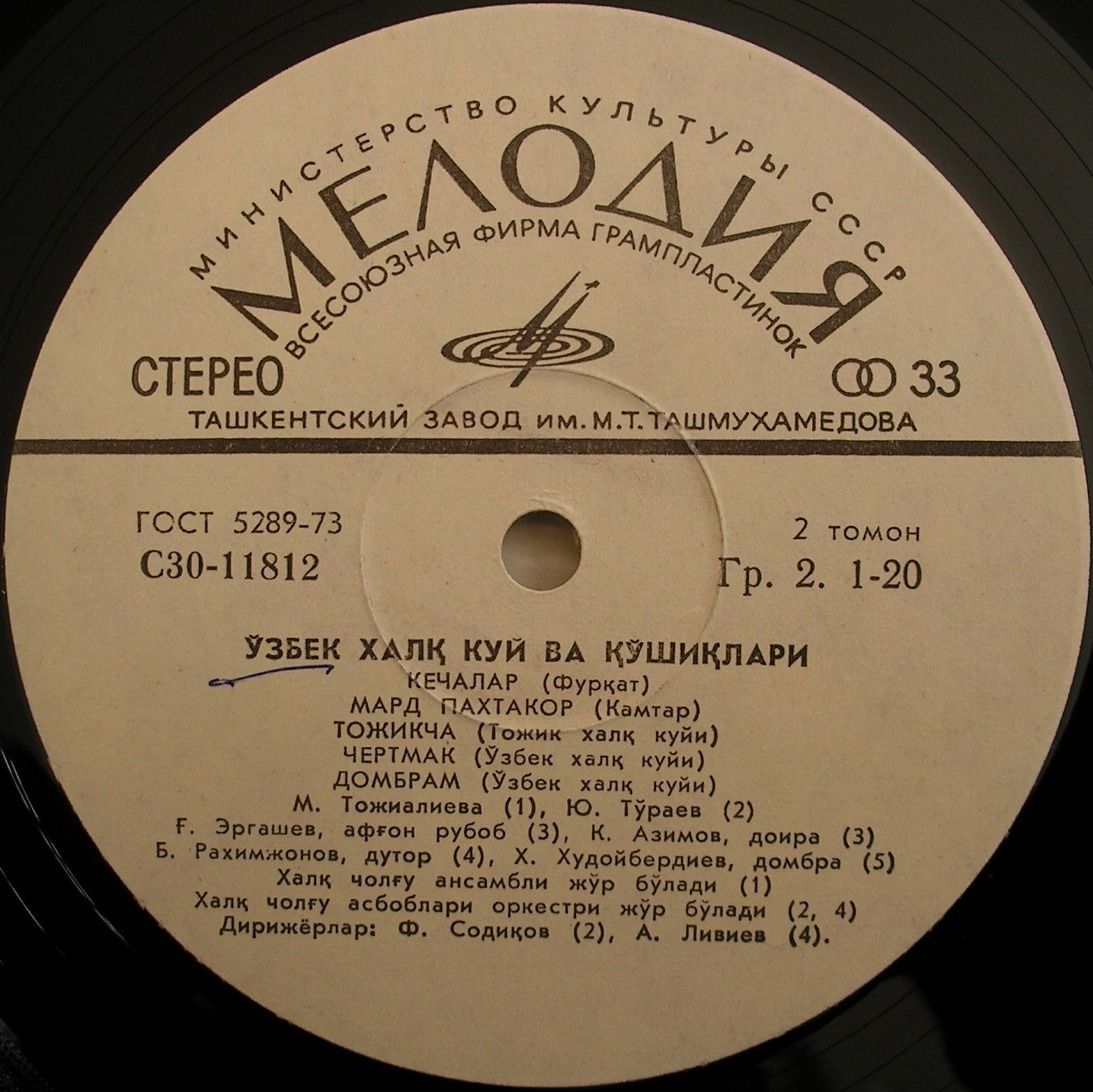 МИНИСТЕРСТВО КУЛЬТУРЫ СССР
МЕЛОДИЯ
ВСЕСОЮЗНАЯ ФИРМА ГРАМПЛАСТИНОК
СТЕРЕО 33
ТАШКЕНТСКИЙ ЗАВОД им. М.Т. ТАШМУХАМЕДОВА
ГОСТ 5289-73 2 томон
С30-11812 Гр. 2. 1-20
ЎЗБЕК ХАЛҚ КУЙ ВА ҚЎШИҚЛАРИ
КЕЧАЛАР (Фурқат)
МАРД ПАХТАКОР (Камтар)
ТОЖИКЧА (Тожик халқ куйи)
ЧЕРТМАК (Ўзбек халқ куйи)
ДОМБРАМ (Ўзбек халқ куйи)
М. Тожиалиева (1), Ю. Тўраев (2)
Ғ. Эргашев, афғон рубоб (3), К. Азимов, доира (3)
Б. Рахимжонов, дутор (4), Х. Худойбердиев, домбра (5)
Халқ чолғу ансамбли жўр бўлади (1)
Халқ чолғу асбоблари оркестри жўр бўлади (2, 4)
Дирижёрлар: Ф. Содиқов (2), А. Ливиев (4).